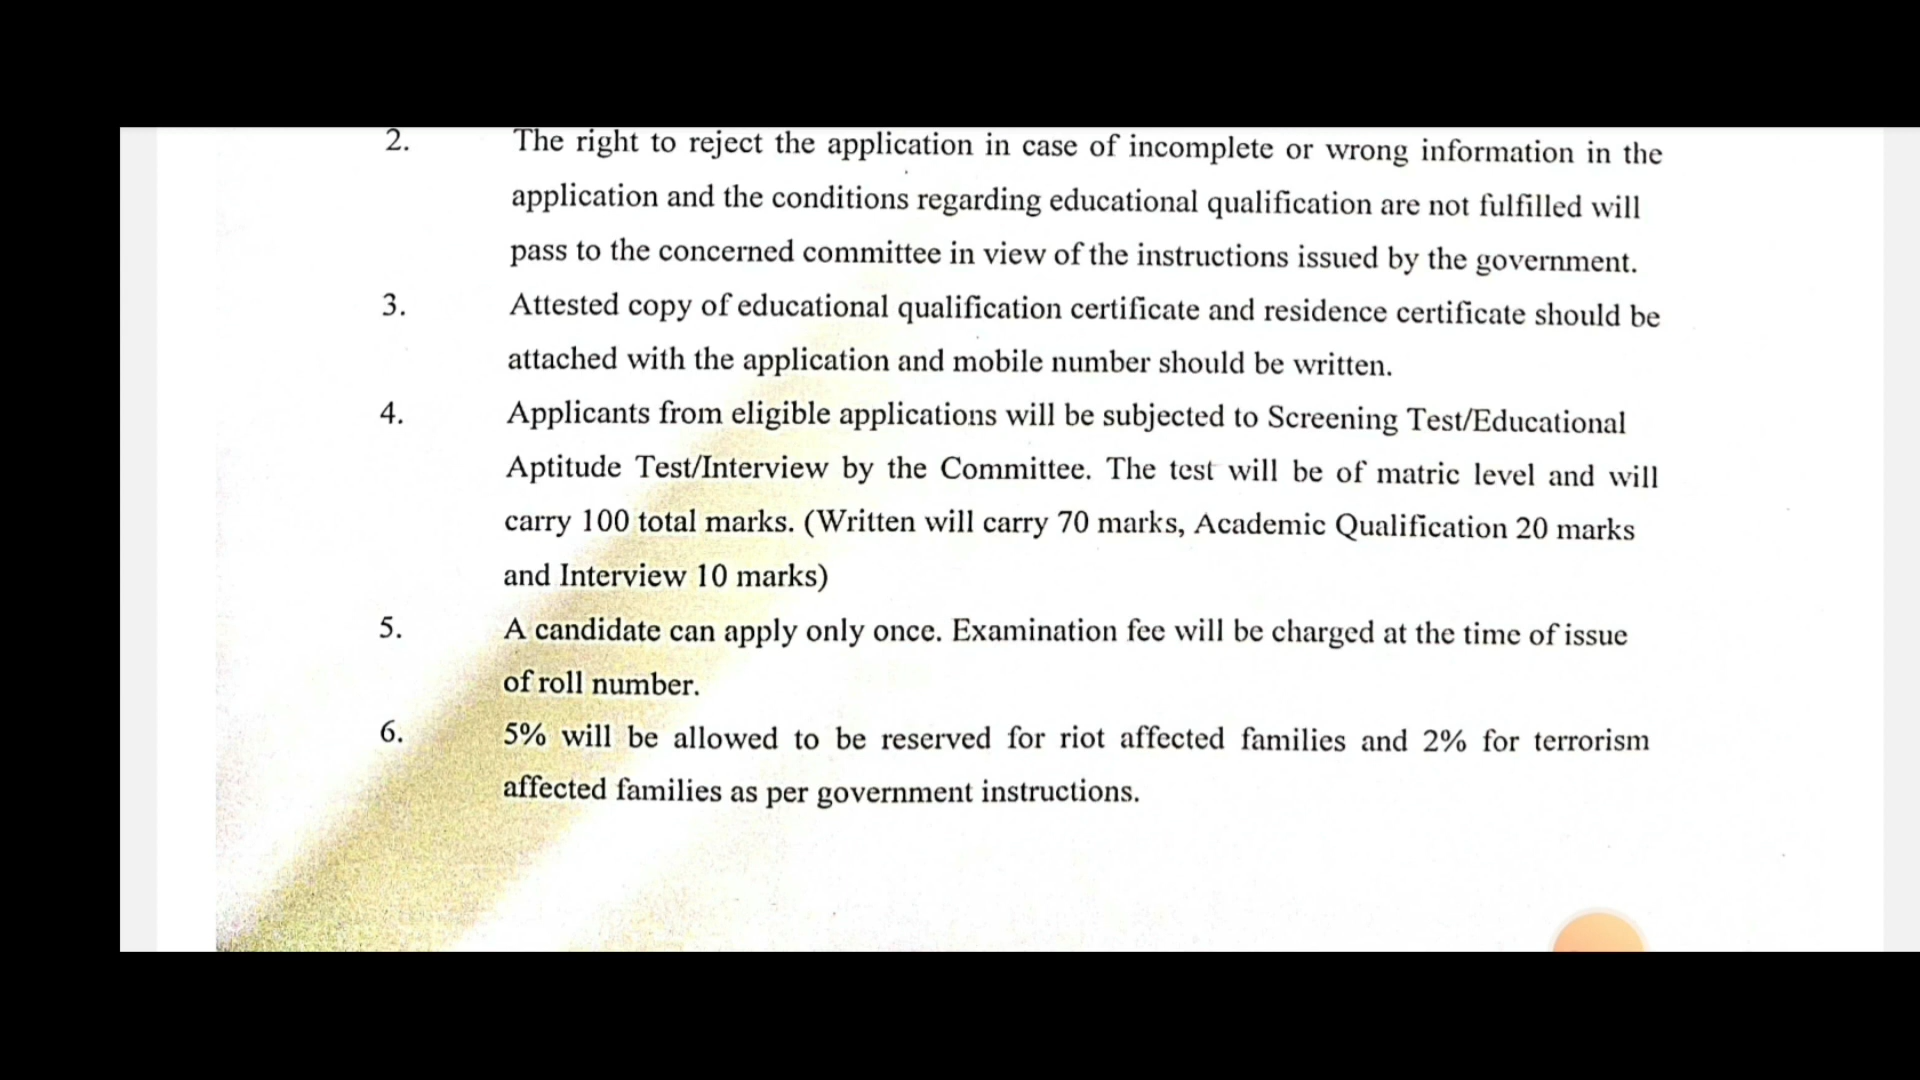 2. The right to reject the application in case of incomplete or wrong information in the
application and the conditions regarding educational qualification are not fulfilled will
pass to the concerned committee in view of the instructions issued by the government.
3. Attested copy of educational qualification certificate and residence certificate should be
attached with the application and mobile number should be written.
4. Applicants from eligible applications will be subjected to Screening Test/Educational
Aptitude Test/Interview by the Committee. The test will be of matric level and will
carry 100 total marks. (Written will carry 70 marks, Academic Qualification 20 marks
and Interview 10 marks)
5. A candidate can apply only once. Examination fee will be charged at the time of issue
of roll number.
6. 5% will be allowed to be reserved for riot affected families and 2% for terrorism
affected families as per government instructions.